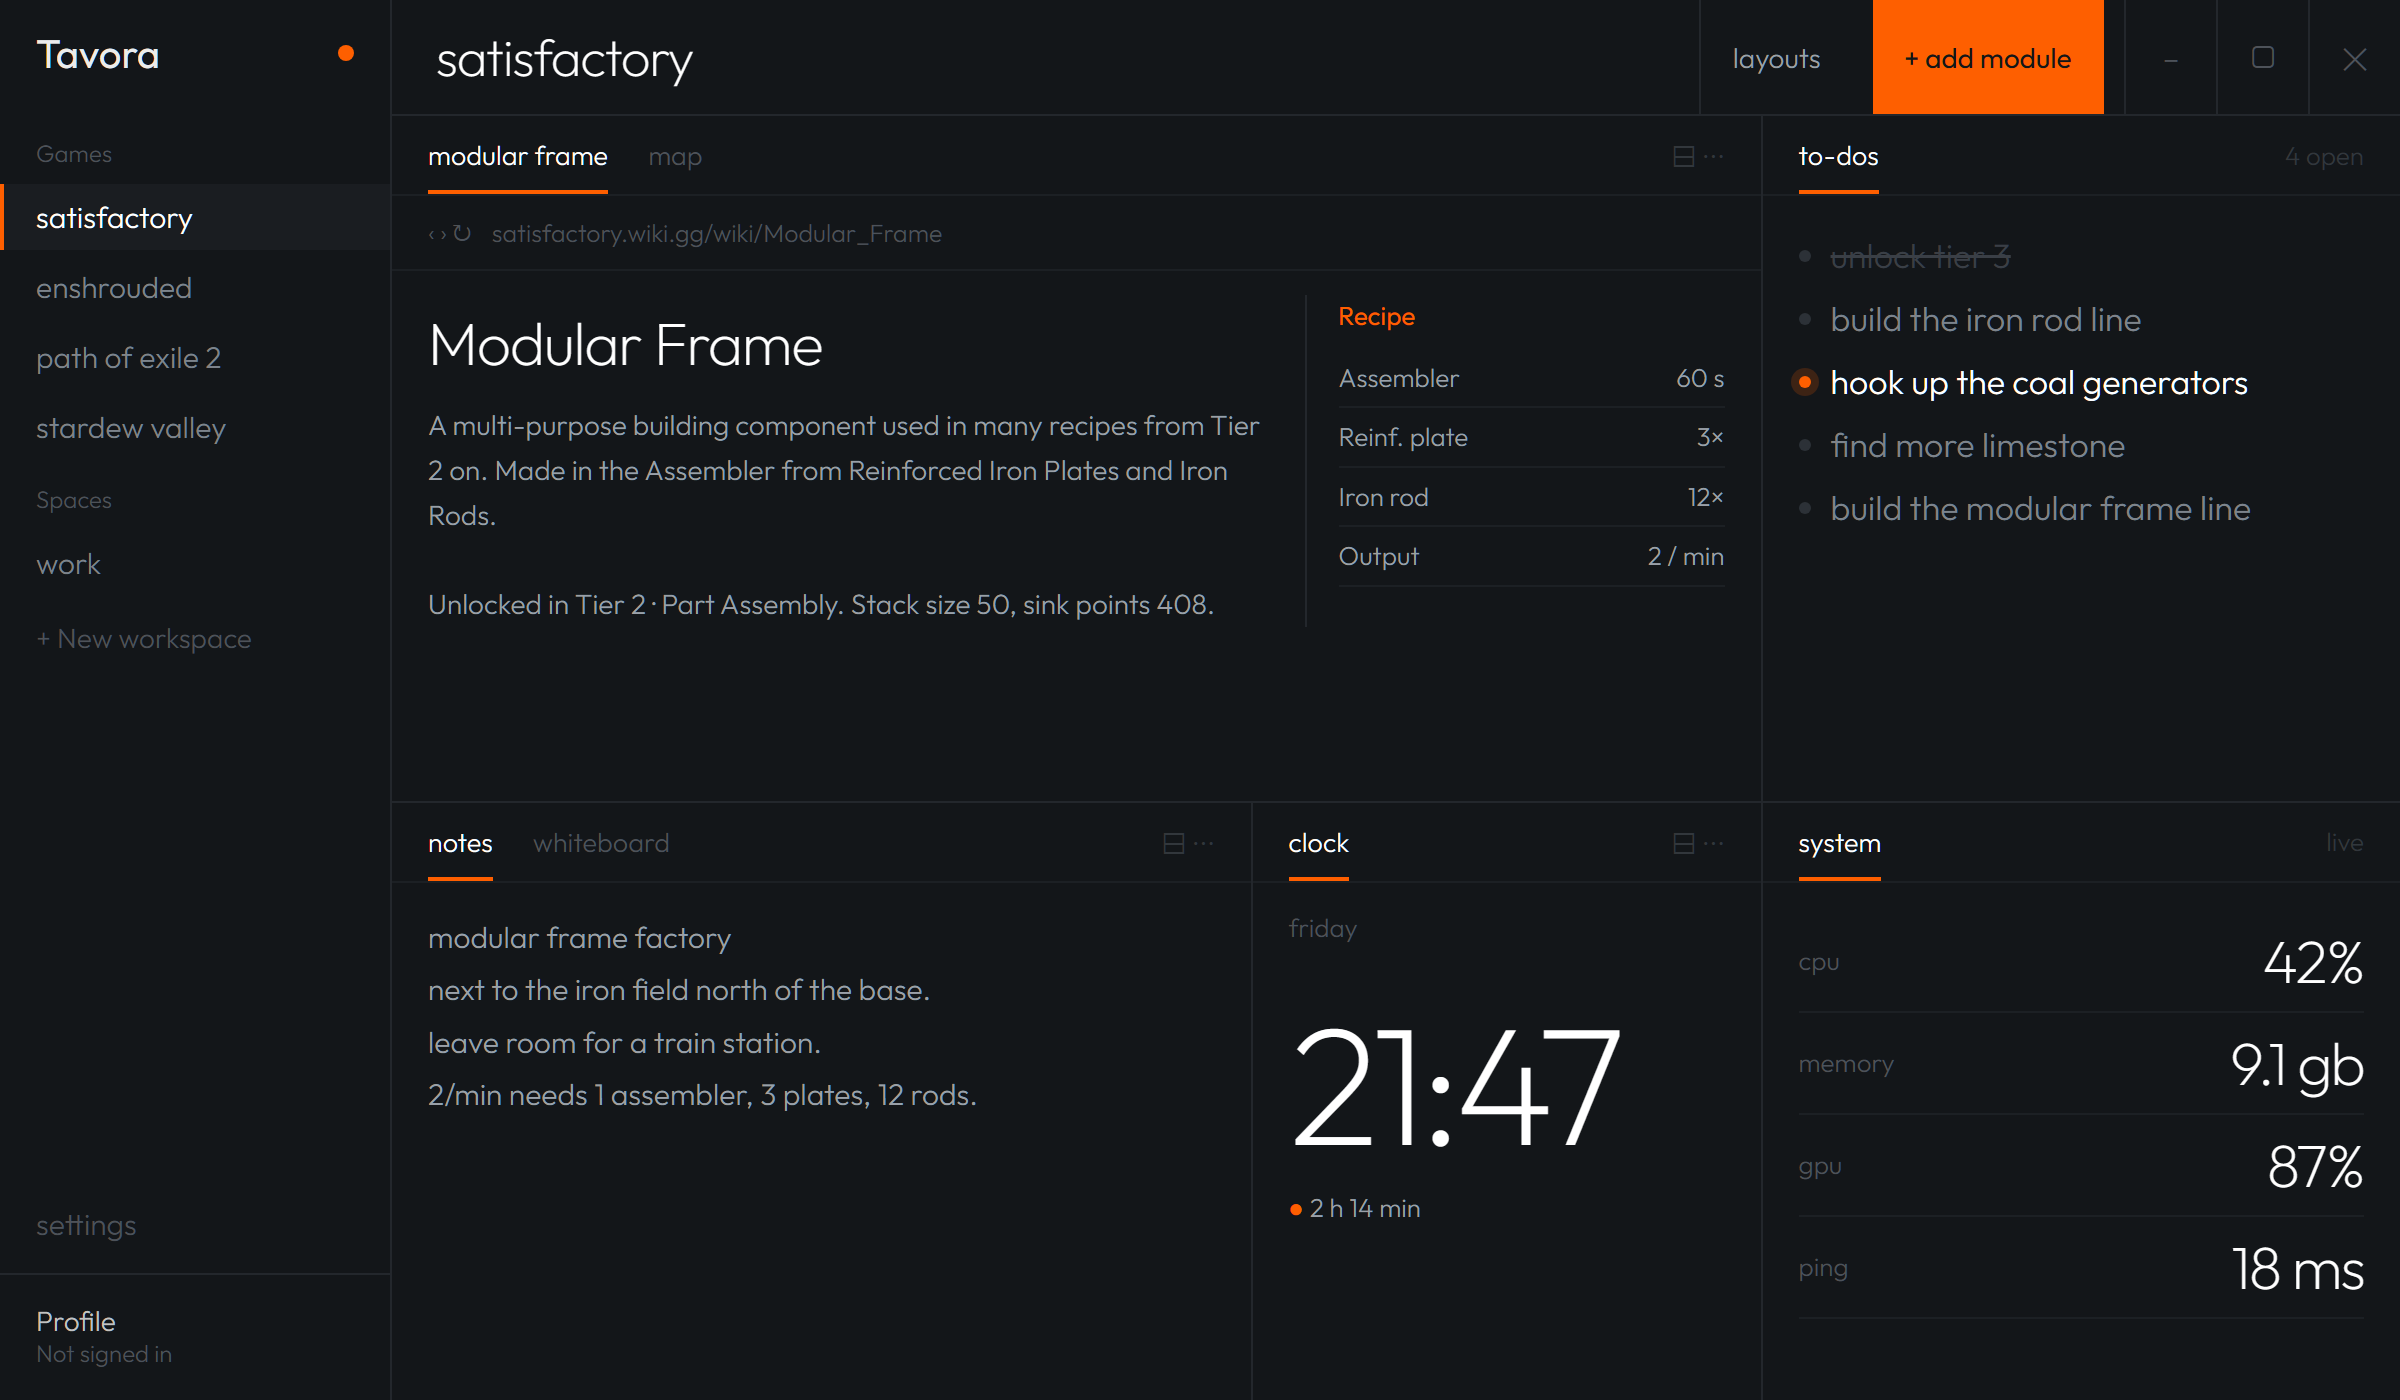 Tavora
Games
satisfactory
enshrouded
path of exile 2
stardew valley
Spaces
work
+ New workspace
settings
Profile
Not signed in
satisfactory
layouts
+ add module
modular frame
map
satisfactory.wiki.gg/wiki/Modular_Frame
Modular Frame
A multi-purpose building component used in many recipes from Tier
2 on. Made in the Assembler from Reinforced Iron Plates and Iron
Rods.
Unlocked in Tier 2 · Part Assembly. Stack size 50, sink points 408.
Recipe
Assembler 60 s
Reinf. plate 3×
Iron rod 12×
Output 2 / min
to-dos
4 open
unlock tier 3
build the iron rod line
hook up the coal generators
find more limestone
build the modular frame line
notes
whiteboard
modular frame factory
next to the iron field north of the base.
leave room for a train station.
2/min needs 1 assembler, 3 plates, 12 rods.
clock
friday
21:47
2 h 14 min
system
live
cpu 42%
memory 9.1 gb
gpu 87%
ping 18 ms